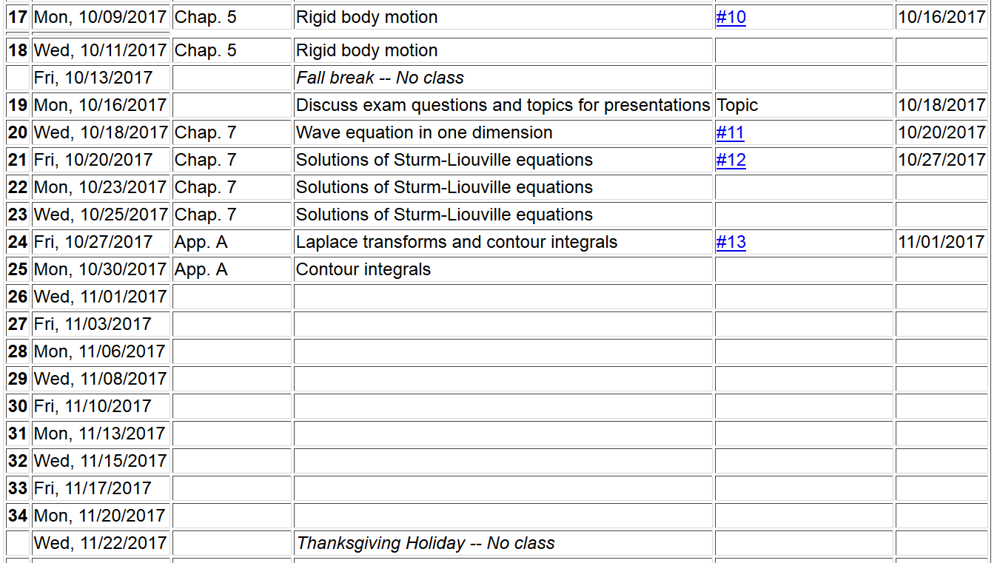 17 Mon, 10/09/2017 Chap. 5 Rigid body motion #10 10/16/2017
18 Wed, 10/11/2017 Chap. 5 Rigid body motion
Fri, 10/13/2017 Fall break -- No class
19 Mon, 10/16/2017 Discuss exam questions and topics for presentations Topic 10/18/2017
20 Wed, 10/18/2017 Chap. 7 Wave equation in one dimension #11 10/20/2017
21 Fri, 10/20/2017 Chap. 7 Solutions of Sturm-Liouville equations #12 10/27/2017
22 Mon, 10/23/2017 Chap. 7 Solutions of Sturm-Liouville equations
23 Wed, 10/25/2017 Chap. 7 Solutions of Sturm-Liouville equations
24 Fri, 10/27/2017 App. A Laplace transforms and contour integrals #13 11/01/2017
25 Mon, 10/30/2017 App. A Contour integrals
26 Wed, 11/01/2017
27 Fri, 11/03/2017
28 Mon, 11/06/2017
29 Wed, 11/08/2017
30 Fri, 11/10/2017
31 Mon, 11/13/2017
32 Wed, 11/15/2017
33 Fri, 11/17/2017
34 Mon, 11/20/2017
Wed, 11/22/2017 Thanksgiving Holiday -- No class